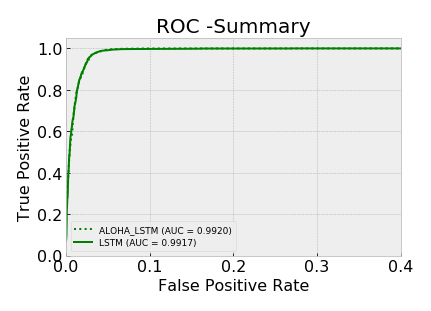 ROC -Summary
True Positive Rate
1.0
0.8
0.6
0.4
0.2
0.0
ALOHA_LSTM (AUC = 0.9920)
LSTM (AUC = 0.9917)
0.0 0.1 0.2 0.3 0.4
False Positive Rate